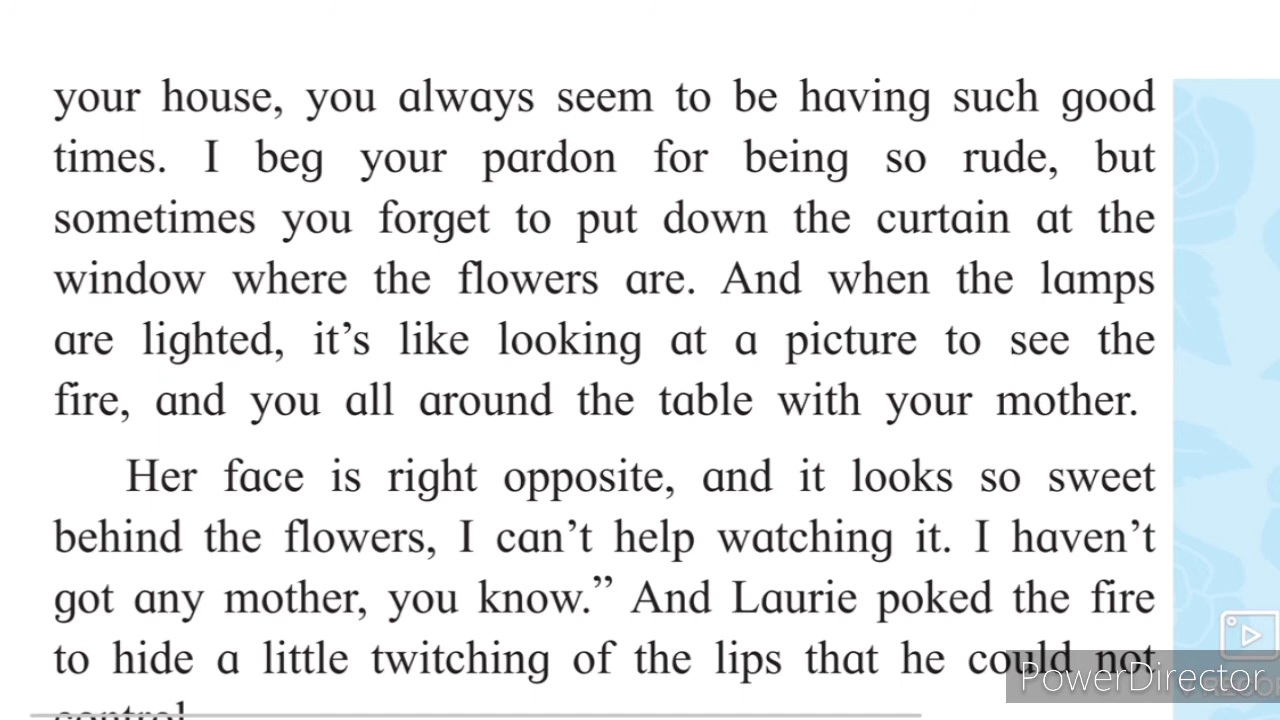 your house, you always seem to be having such good
times. I beg your pardon for being so rude, but
sometimes you forget to put down the curtain at the
window where the flowers are. And when the lamps
are lighted, it’s like looking at a picture to see the
fire, and you all around the table with your mother.
Her face is right opposite, and it looks so sweet
behind the flowers, I can’t help watching it. I haven’t
got any mother, you know.” And Laurie poked the fire
to hide a little twitching of the lips that he could not
PowerDirector